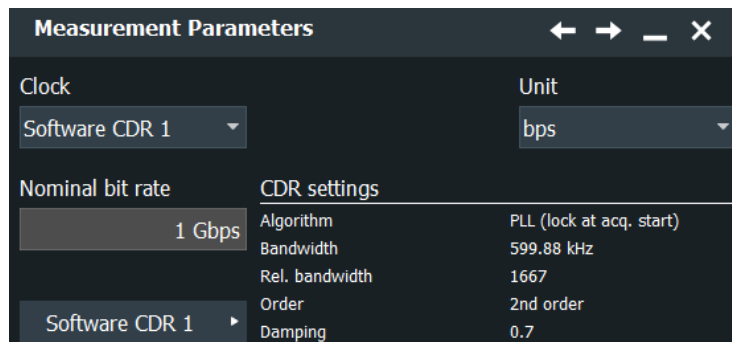 Measurement Parameters
Clock
Unit
Software CDR 1
bps
Nominal bit rate
CDR settings
1 Gbps
Algorithm PLL (lock at acq. start)
Bandwidth 599.88 kHz
Rel. bandwidth 1667
Order 2nd order
Software CDR 1
Damping 0.7